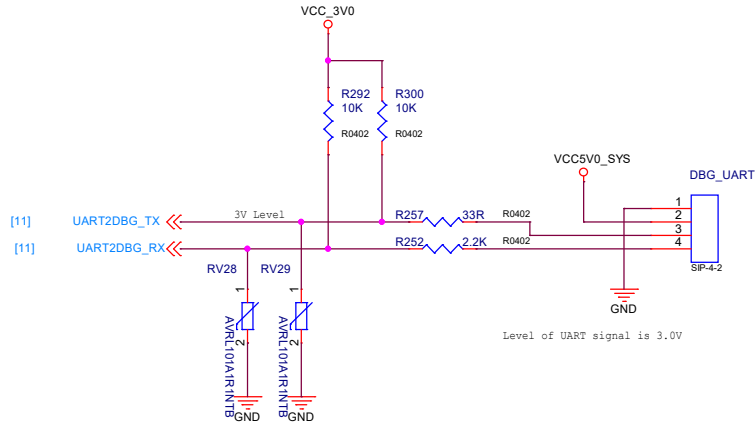 VCC_3V0
R292
10K
R0402
R300
10K
R0402
VCC5V0_SYS
DBG_UART
[11] UART2DBG_TX
3V Level
R257 33R R0402
[11] UART2DBG_RX
R252 2.2K R0402
1
2
3
4
SIP-4-2
GND
RV28
RV29
1
2
AVRL101A1R1NTB
GND
1
2
AVRL101A1R1NTB
GND
Level of UART signal is 3.0V